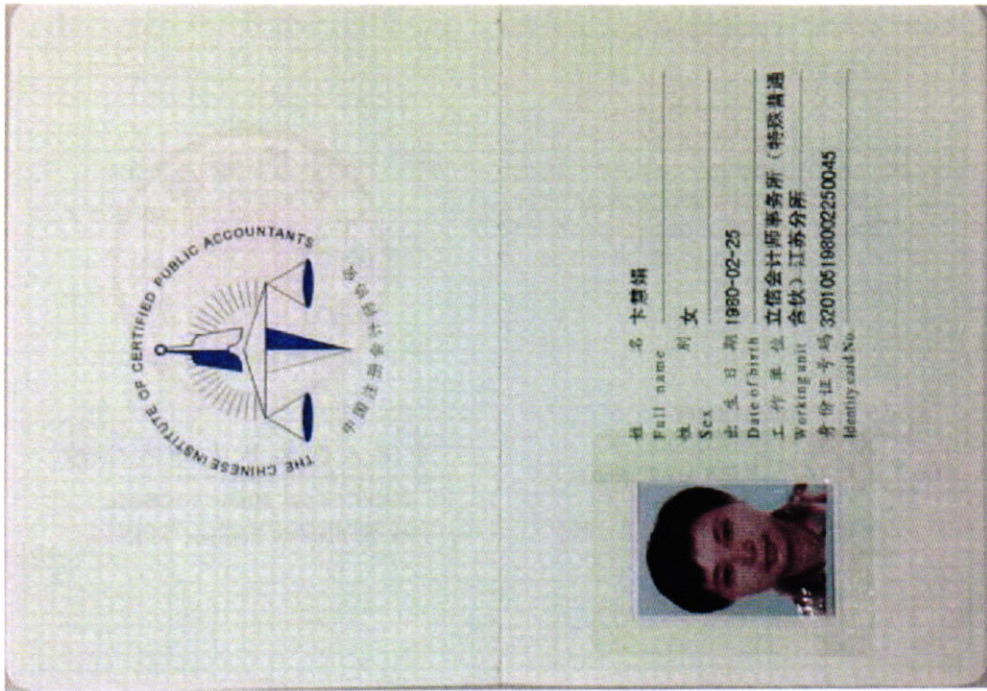 THE CHINESE INSTITUTE OF CERTIFIED PUBLIC ACCOUNTANTS
中国注册会计师协会
姓 名 卞慧娟
Full name
性 别 女
Sex
出生日期 1980-02-25
Date of birth
工作单位 立信会计师事务所（特殊普通
Working unit 合伙）江苏分所
身份证号码 320105198002250045
Identity card No.